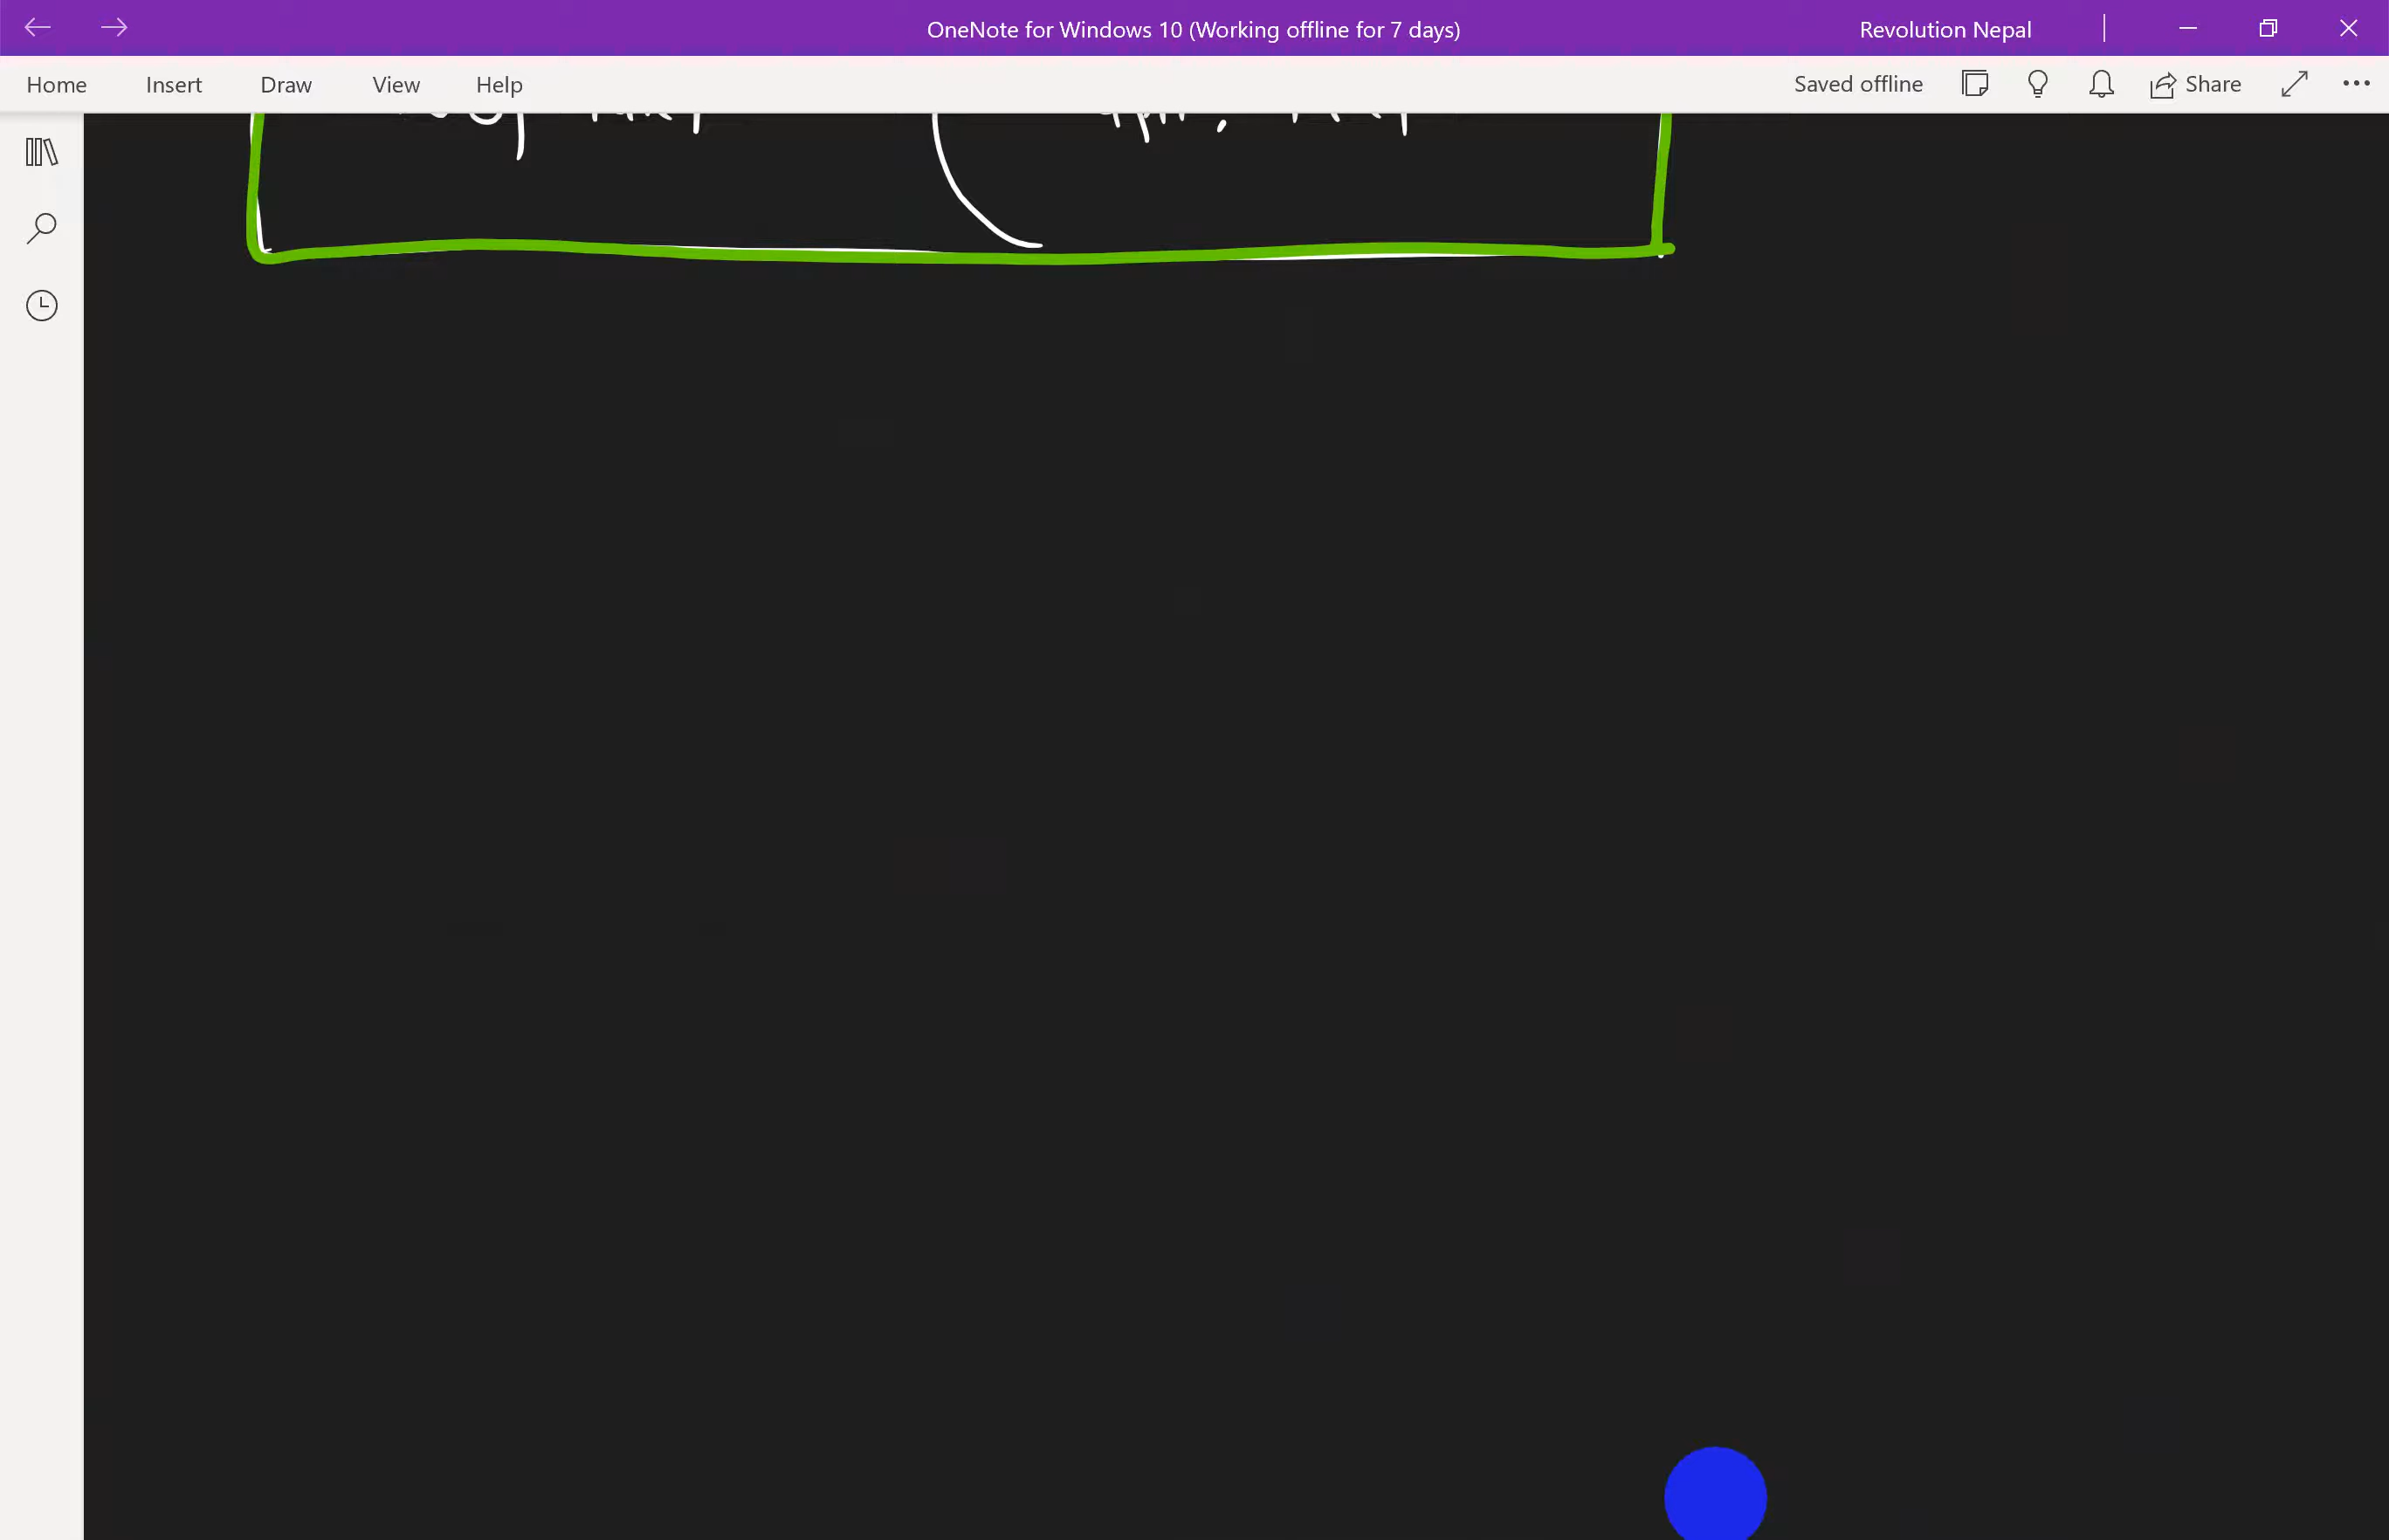 OneNote for Windows 10 (Working offline for 7 days)
Revolution Nepal
Home Insert Draw View Help
Saved offline
Share